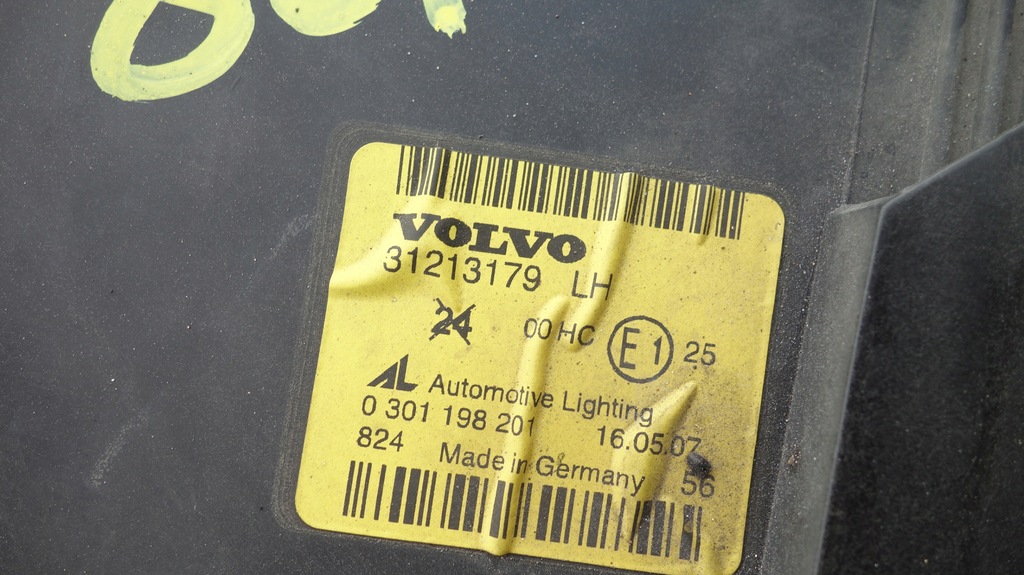 VOLVO
31213179 LH
24 00 HC E1 25
AL Automotive Lighting
0 301 198 201 16.05.07
824 Made in Germany 56